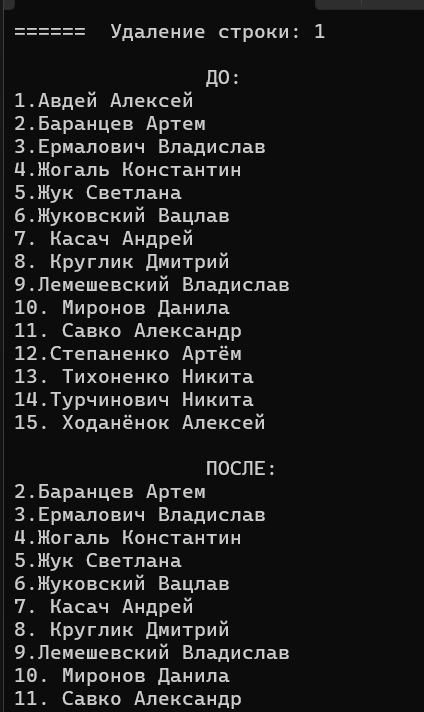 ======  Удаление строки: 1
ДО:
1.Авдей Алексей
2.Баранцев Артем
3.Ермалович Владислав
4.Жогаль Константин
5.Жук Светлана
6.Жуковский Вацлав
7. Касач Андрей
8. Круглик Дмитрий
9.Лемешевский Владислав
10. Миронов Данила
11. Савко Александр
12.Степаненко Артём
13. Тихоненко Никита
14.Турчинович Никита
15. Ходанёнок Алексей
ПОСЛЕ:
2.Баранцев Артем
3.Ермалович Владислав
4.Жогаль Константин
5.Жук Светлана
6.Жуковский Вацлав
7. Касач Андрей
8. Круглик Дмитрий
9.Лемешевский Владислав
10. Миронов Данила
11. Савко Александр